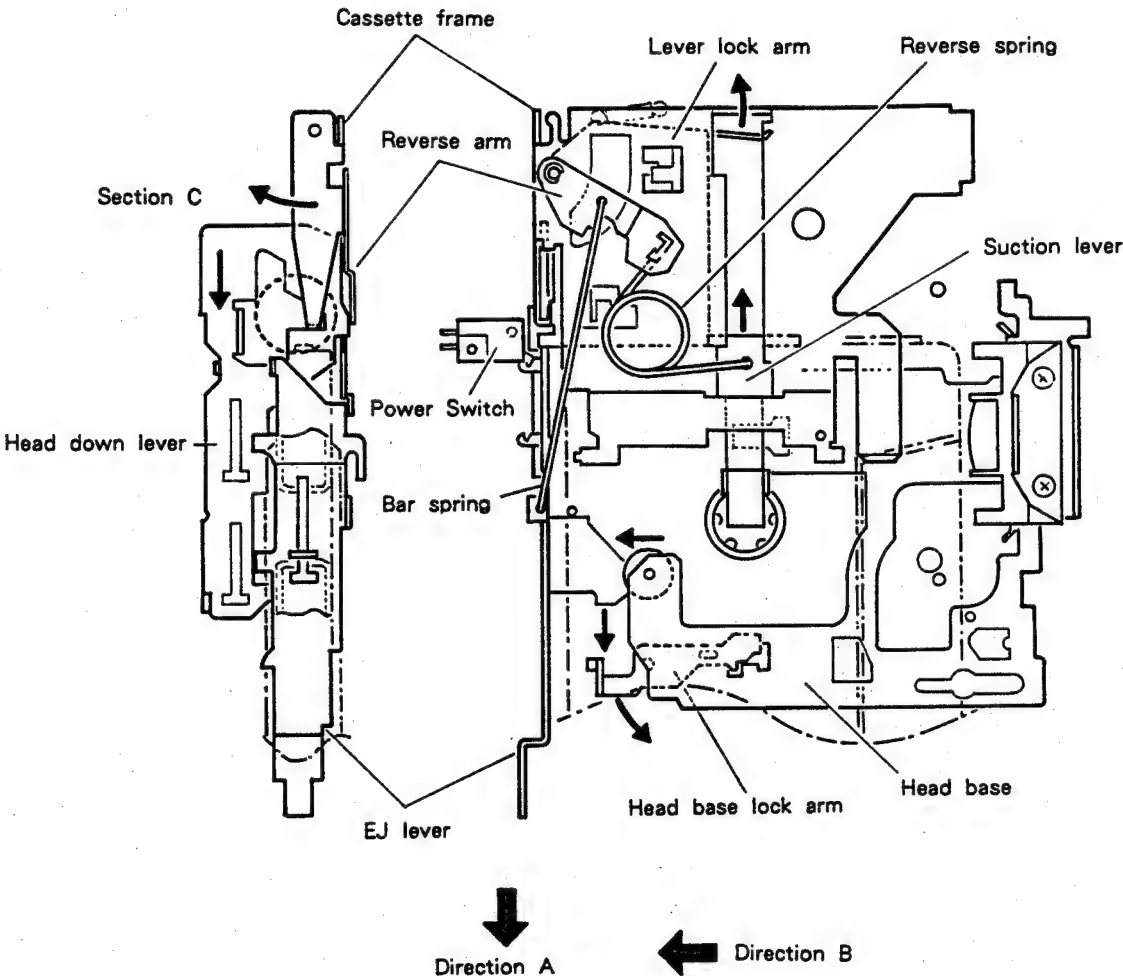 Cassette frame
Lever lock arm
Reverse spring
Reverse arm
Section C
Suction lever
Power Switch
Head down lever
Bar spring
Head base
Head base lock arm
EJ lever
Direction A
Direction B